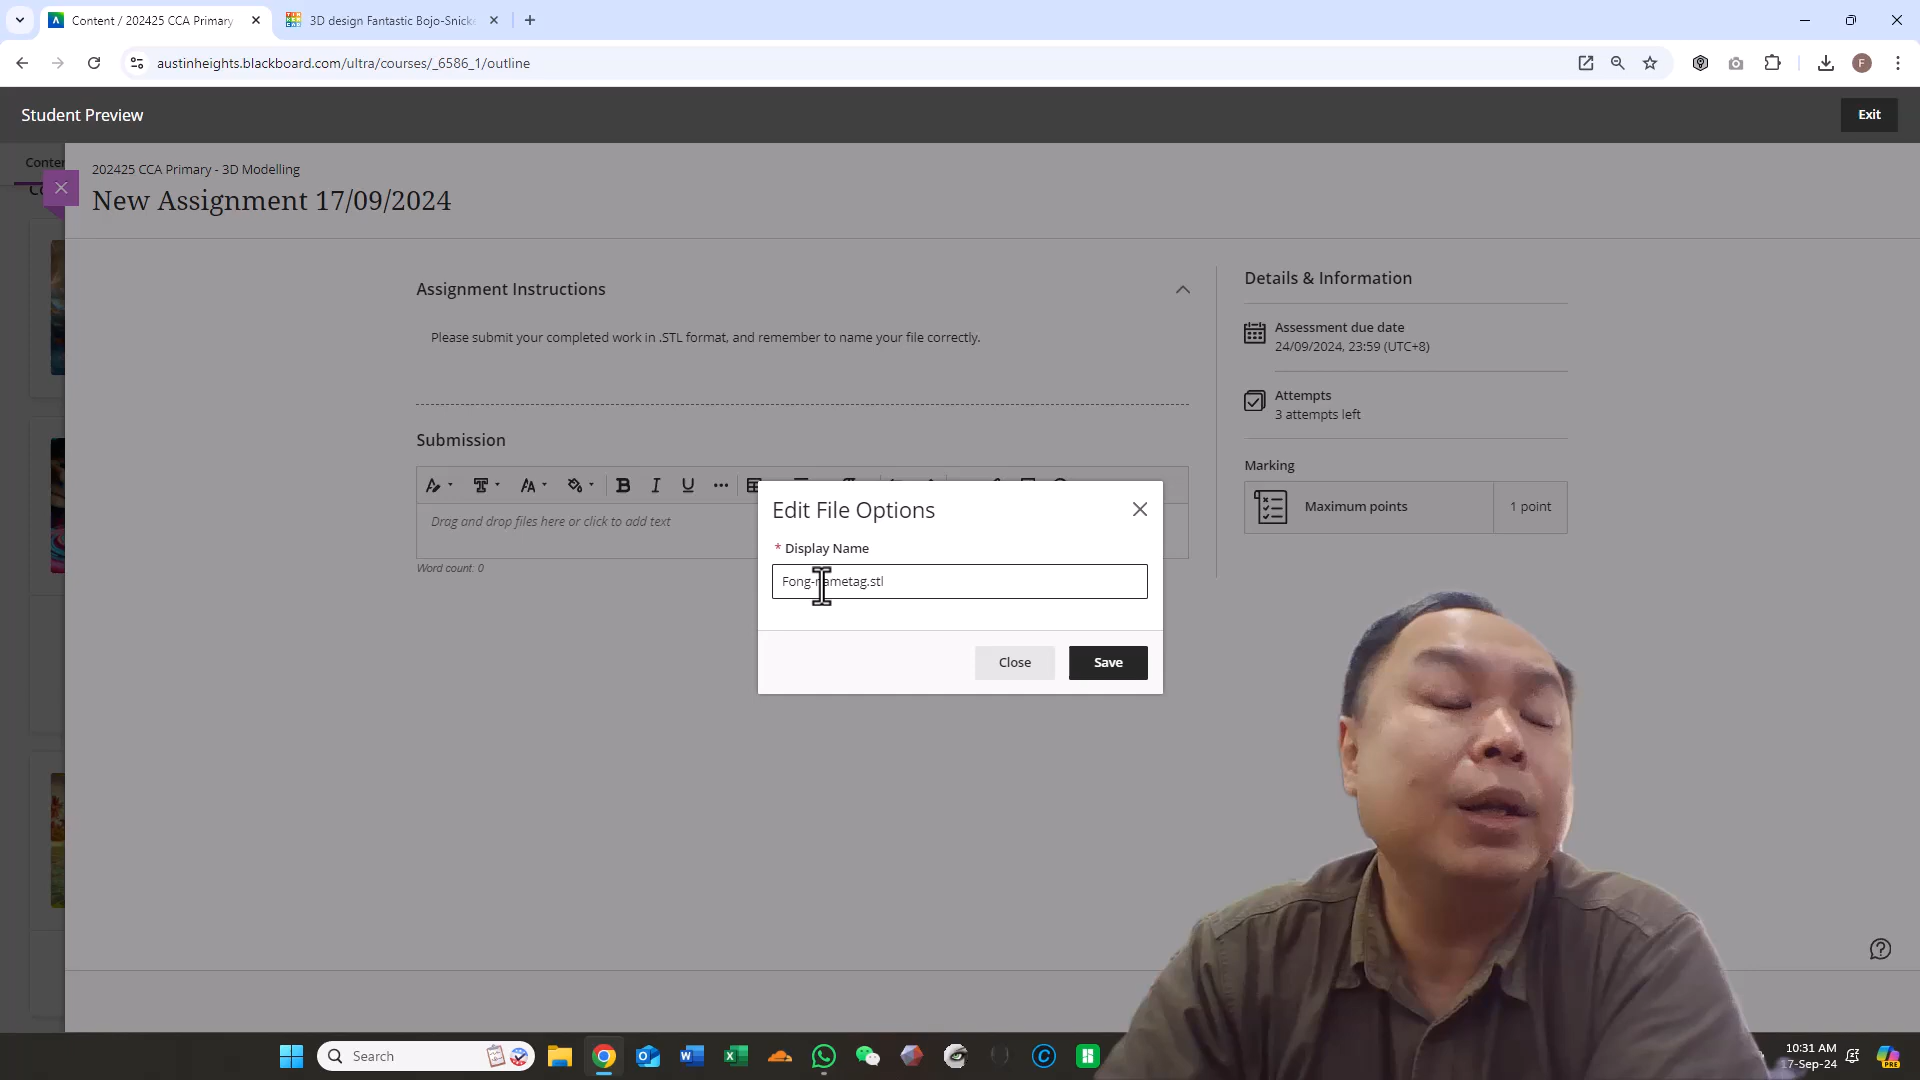 Content / 202425 CCA Primary
3D design Fantastic Bojo-Snicke
austinheights.blackboard.com/ultra/courses/_6586_1/outline
F
Student Preview
Exit
202425 CCA Primary - 3D Modelling
New Assignment 17/09/2024
Assignment Instructions
Please submit your completed work in .STL format, and remember to name your file correctly.
Submission
Drag and drop files here or click to add text
Word count: 0
Details & Information
Assessment due date
24/09/2024, 23:59 (UTC+8)
Attempts
3 attempts left
Marking
Maximum points
1 point
Edit File Options
* Display Name
Fong-nametag.stl
Close
Save
Search
10:31 AM
17-Sep-24